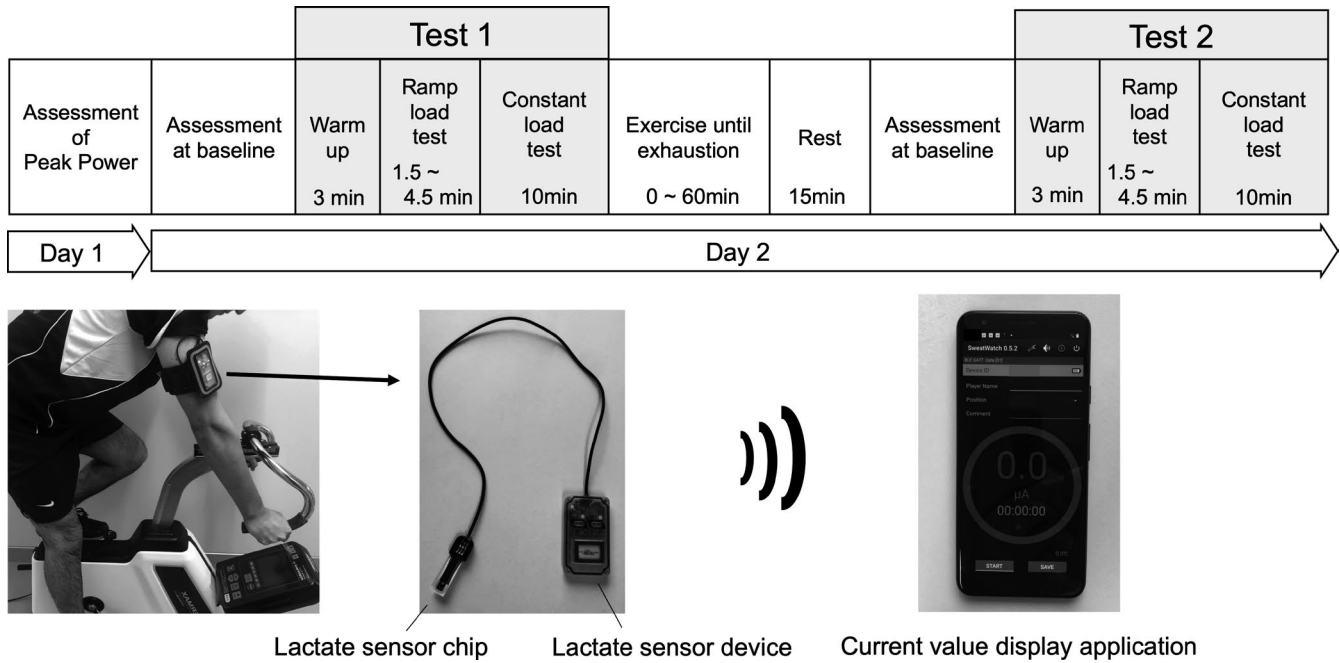 Test 1
Test 2
Assessment
of
Peak Power
Assessment
at baseline
Warm
up
3 min
Ramp
load
test
1.5 ~
4.5 min
Constant
load
test
10min
Exercise until
exhaustion
0 ~ 60min
Rest
15min
Assessment
at baseline
Warm
up
3 min
Ramp
load
test
1.5 ~
4.5 min
Constant
load
test
10min
Day 1
Day 2
SweatWatch 0.5.2
Device ID
Player Name
Position
Comment
0.0
µA
00:00:00
START
SAVE
Lactate sensor chip
Lactate sensor device
Current value display application